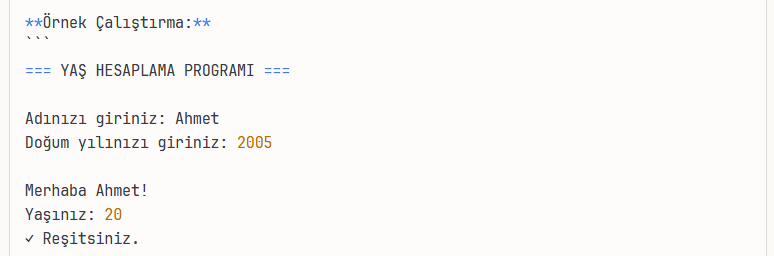 **Örnek Çalıştırma:**
```
=== YAŞ HESAPLAMA PROGRAMI ===
Adınızı giriniz: Ahmet
Doğum yılınızı giriniz: 2005
Merhaba Ahmet!
Yaşınız: 20
✓ Reşitsiniz.